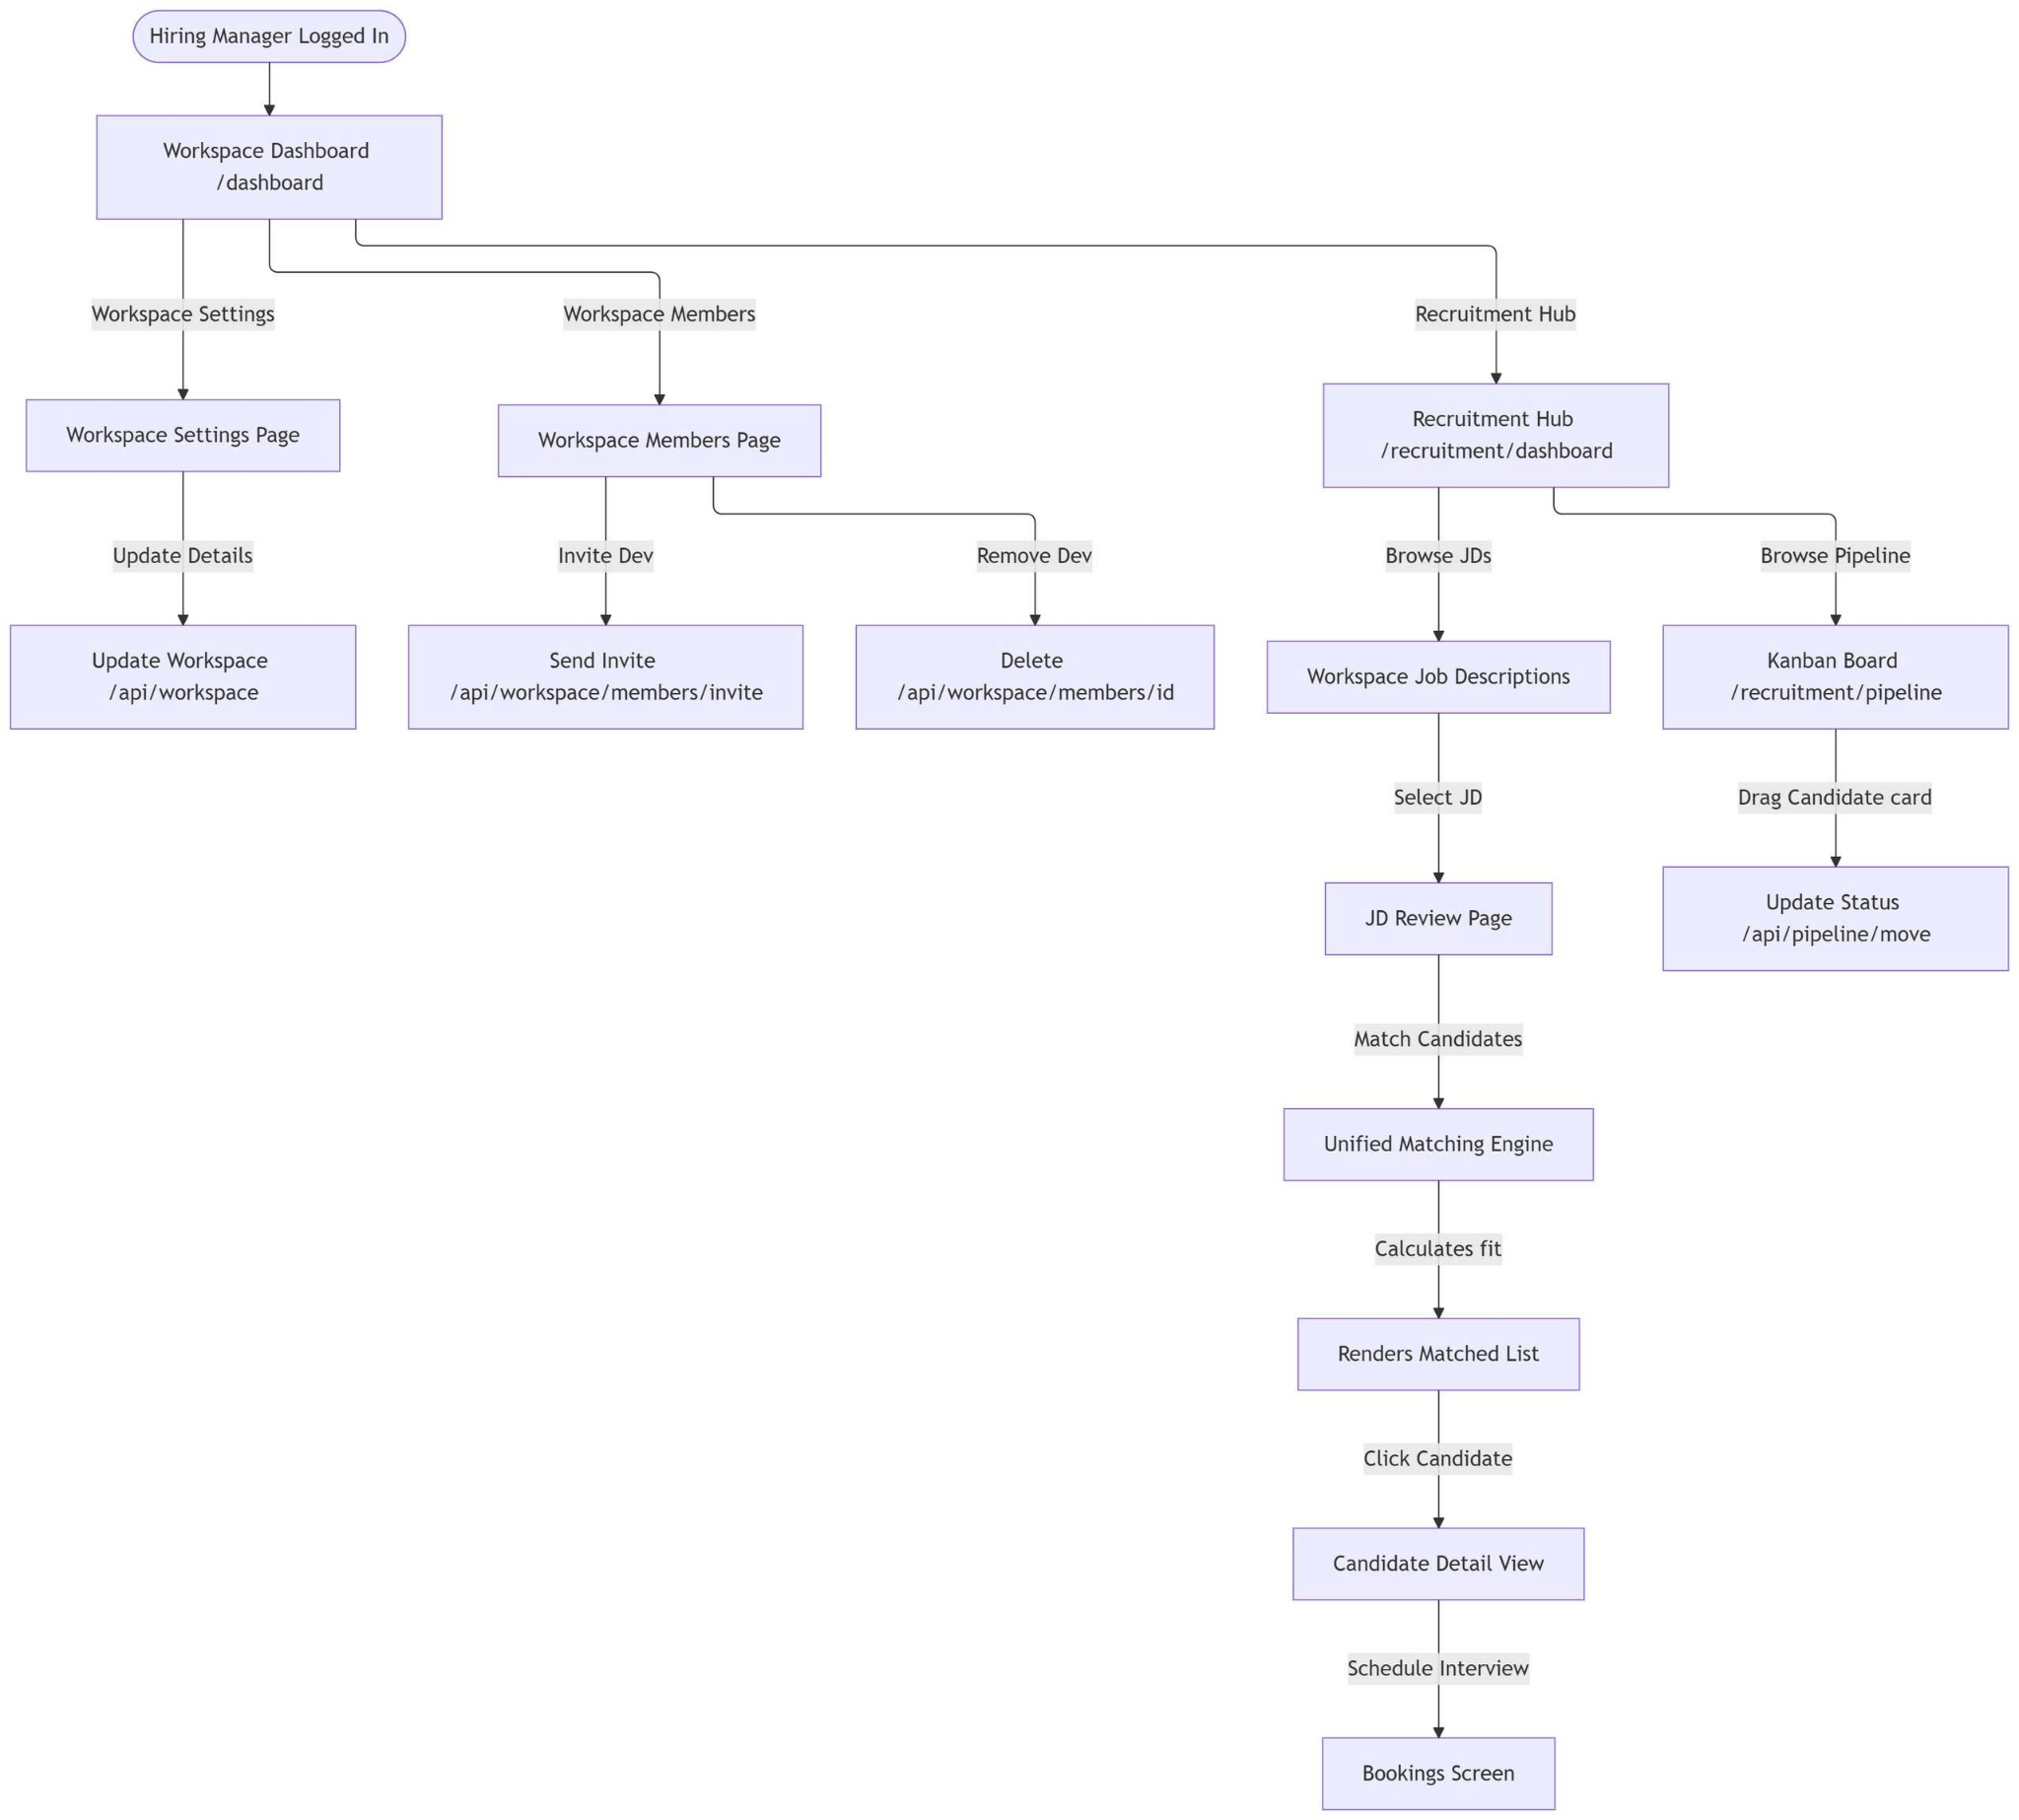 Hiring Manager Logged In
Workspace Dashboard
/dashboard
Workspace Settings
Workspace Members
Recruitment Hub
Workspace Settings Page
Workspace Members Page
Recruitment Hub
/recruitment/dashboard
Update Details
Invite Dev
Remove Dev
Browse JDs
Browse Pipeline
Update Workspace
/api/workspace
Send Invite
/api/workspace/members/invite
Delete
/api/workspace/members/id
Workspace Job Descriptions
Kanban Board
/recruitment/pipeline
Select JD
Drag Candidate card
JD Review Page
Update Status
/api/pipeline/move
Match Candidates
Unified Matching Engine
Calculates fit
Renders Matched List
Click Candidate
Candidate Detail View
Schedule Interview
Bookings Screen